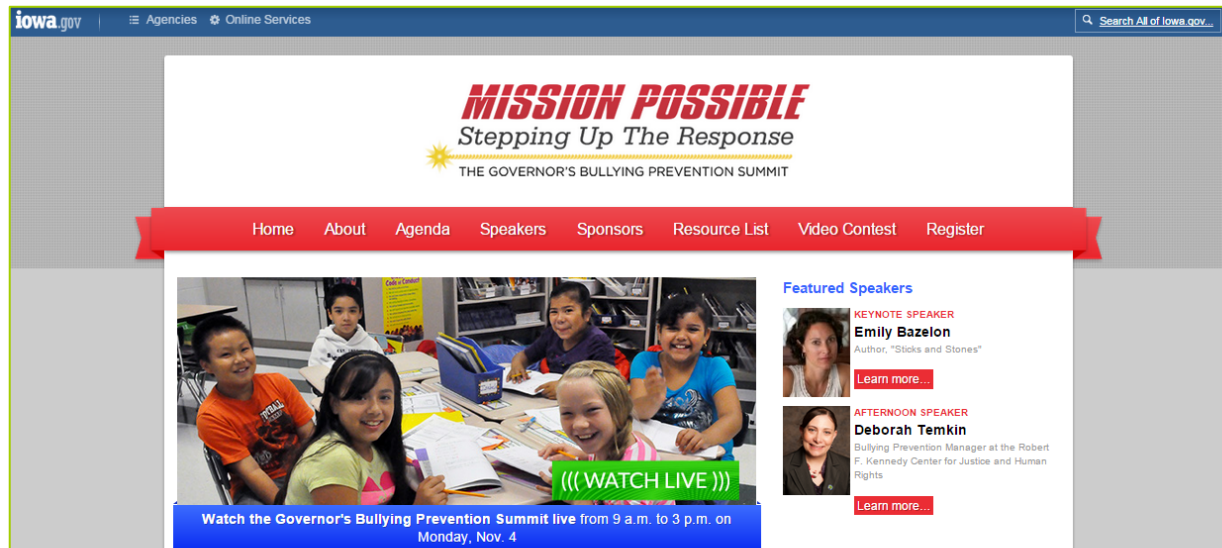 iowa.gov
Agencies
Online Services
Search All of Iowa.gov...
MISSION POSSIBLE
Stepping Up The Response
THE GOVERNOR'S BULLYING PREVENTION SUMMIT
Home
About
Agenda
Speakers
Sponsors
Resource List
Video Contest
Register
Code of Conduct
((( WATCH LIVE )))
Watch the Governor's Bullying Prevention Summit live from 9 a.m. to 3 p.m. on
Monday, Nov. 4
Featured Speakers
KEYNOTE SPEAKER
Emily Bazelon
Author, "Sticks and Stones"
Learn more...
AFTERNOON SPEAKER
Deborah Temkin
Bullying Prevention Manager at the Robert
F. Kennedy Center for Justice and Human
Rights
Learn more...